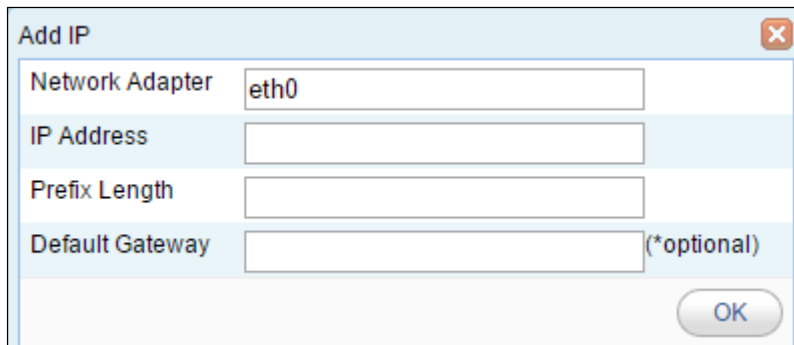 Add IP
Network Adapter eth0
IP Address
Prefix Length
Default Gateway (*optional)
OK